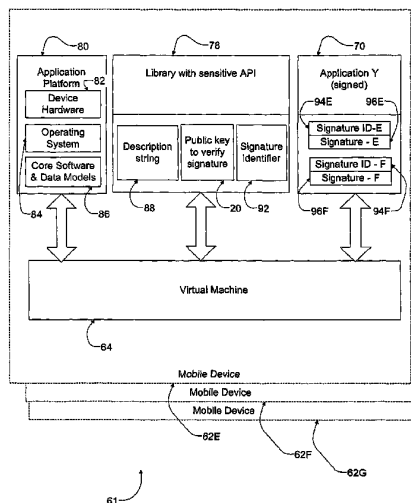 80
78
70
Application
Platform
82
Device
Hardware
Operating
System
Core Software
& Data Models
84
86
Library with sensitive API
Description
string
Public key
to verify
signature
Signature
Identifier
88
20
92
Application Y
(signed)
94E
96E
Signature ID-E
Signature - E
Signature ID - F
Signature - F
96F
94F
Virtual Machine
64
Mobile Device
Mobile Device
62E
Mobile Device
62F
62G
61